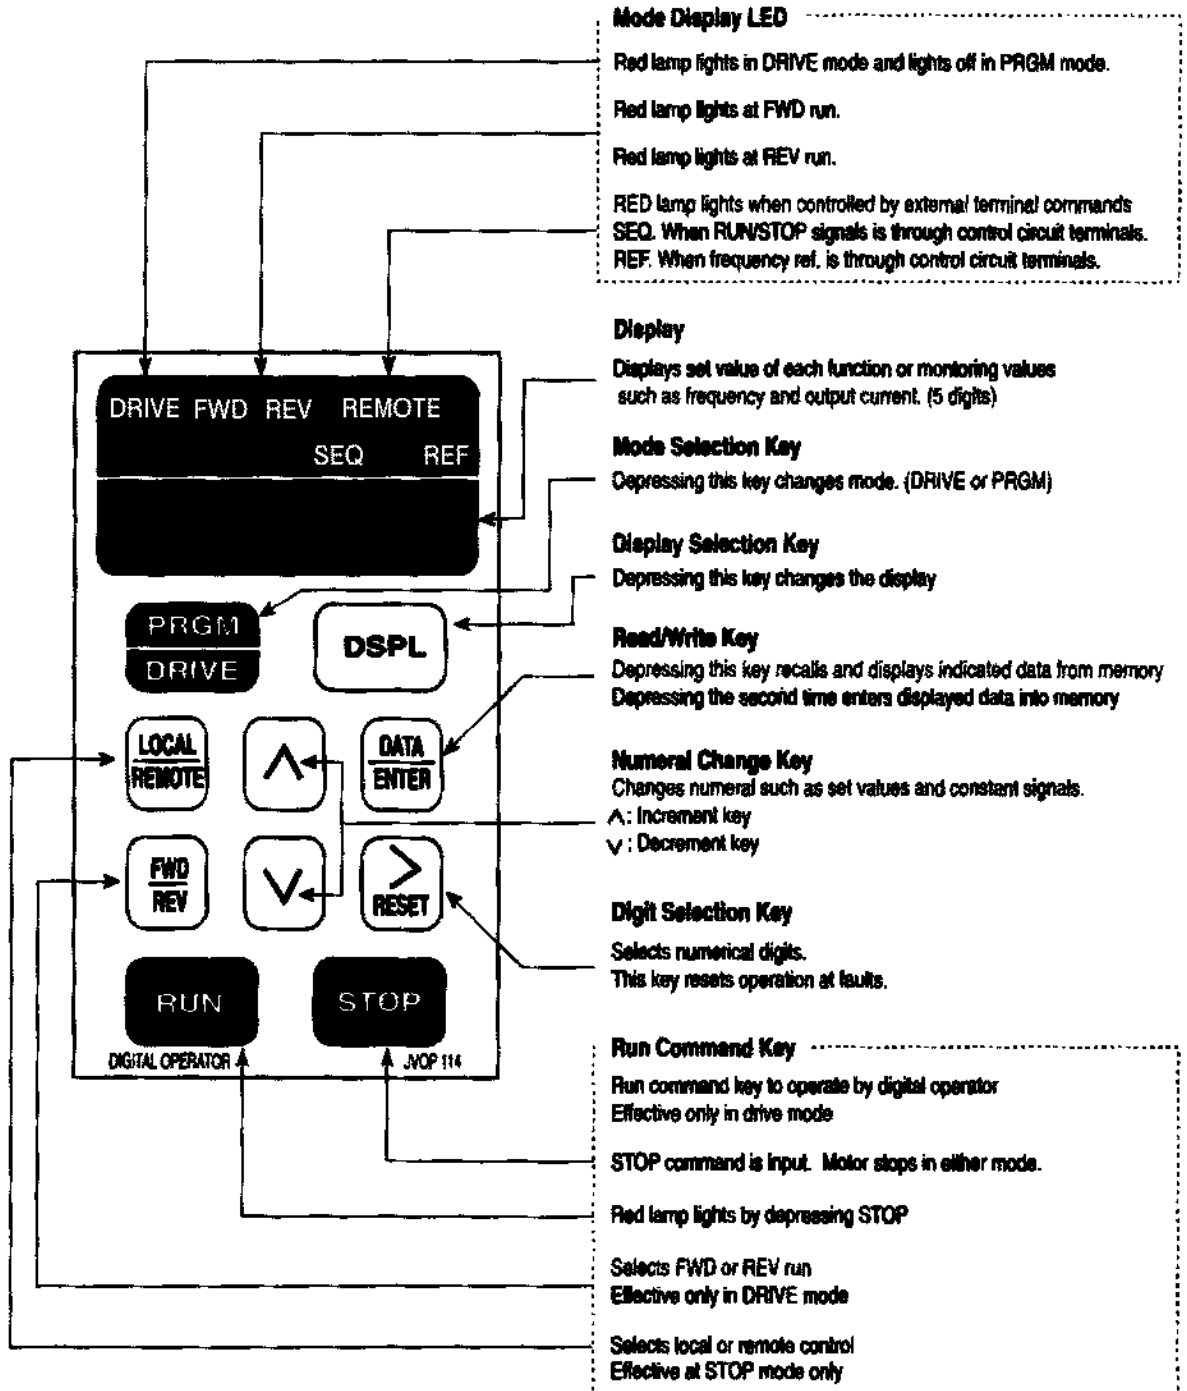 Mode Display LED
Red lamp lights in DRIVE mode and lights off in PRGM mode.
Red lamp lights at FWD run.
Red lamp lights at REV run.
RED lamp lights when controlled by external terminal commands
SEQ. When RUN/STOP signals is through control circuit terminals.
REF. When frequency ref. is through control circuit terminals.
Display
Displays set value of each function or montoring values
such as frequency and output current. (5 digits)
DRIVE FWD REV REMOTE
SEQ REF
Mode Selection Key
Depressing this key changes mode. (DRIVE or PRGM)
Display Selection Key
Depressing this key changes the display
PRGM
DRIVE
DSPL
Read/Write Key
Depressing this key recalls and displays indicated data from memory
Depressing the second time enters displayed data into memory
LOCAL
REMOTE
∧
DATA
ENTER
Numeral Change Key
Changes numeral such as set values and constant signals.
∧ : Increment key
∨ : Decrement key
FWD
REV
∨
>
RESET
Digit Selection Key
Selects numerical digits.
This key resets operation at faults.
RUN
STOP
DIGITAL OPERATOR
JVOP 114
Run Command Key
Run command key to operate by digital operator
Effective only in drive mode
STOP command is input. Motor stops in either mode.
Red lamp lights by depressing STOP
Selects FWD or REV run
Effective only in DRIVE mode
Selects local or remote control
Effective at STOP mode only